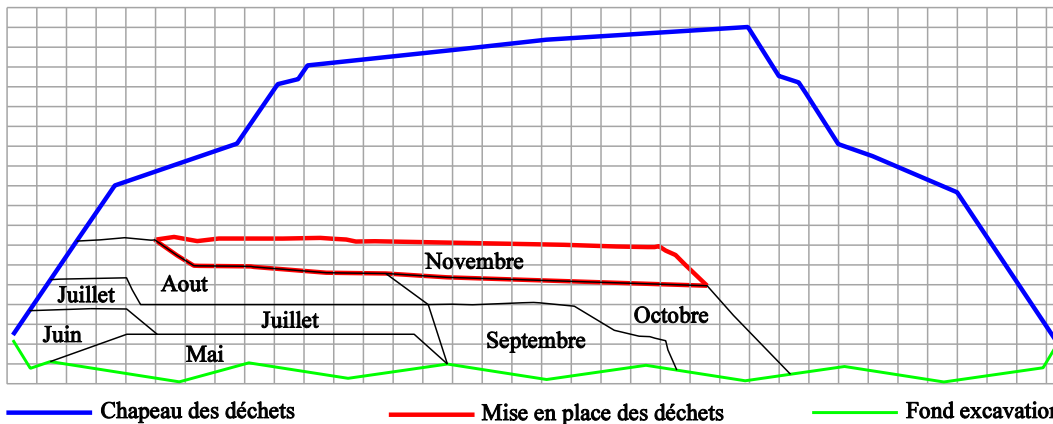 Novembre
Aout
Juillet
Octobre
Juillet
Juin
Septembre
Mai
Chapeau des déchets
Mise en place des déchets
Fond excavation